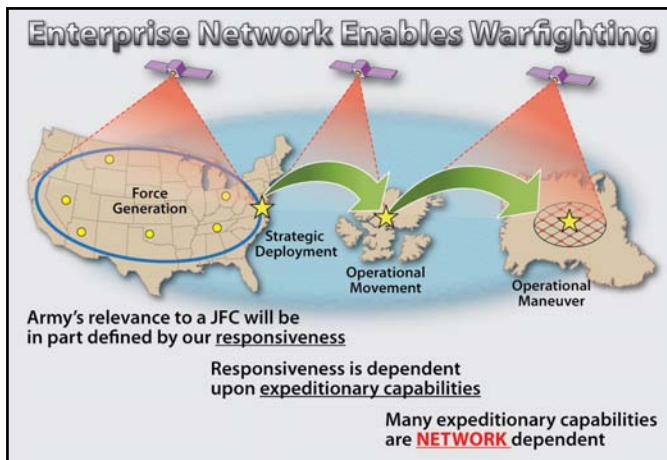 Enterprise Network Enables Warfighting
Force
Generation
Strategic
Deployment
Operational
Movement
Operational
Maneuver
Army's relevance to a JFC will be
in part defined by our responsiveness
Responsiveness is dependent
upon expeditionary capabilities
Many expeditionary capabilities
are NETWORK dependent